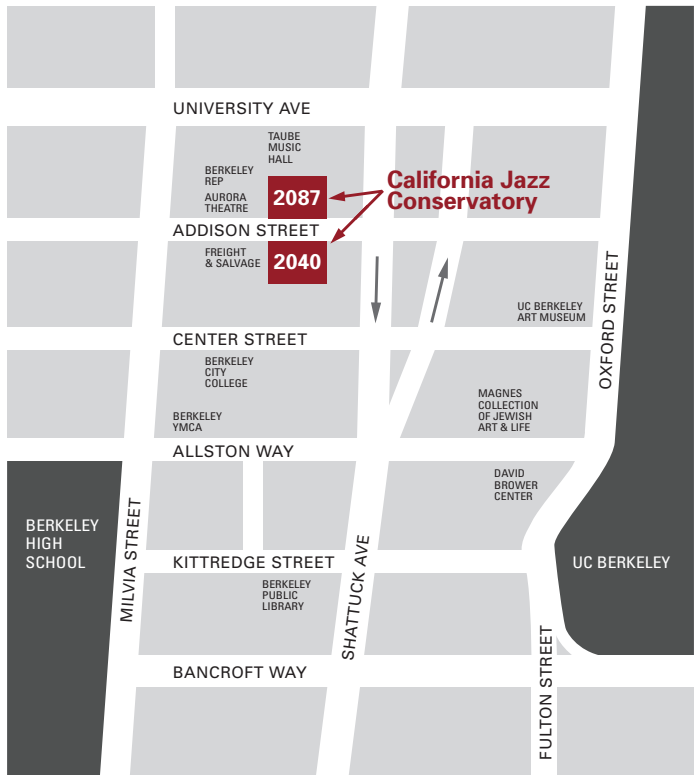 UNIVERSITY AVE
TAUBE
MUSIC
HALL
BERKELEY
REP
AURORA
THEATRE
2087
California Jazz
Conservatory
ADDISON STREET
FREIGHT
& SALVAGE
2040
UC BERKELEY
ART MUSEUM
OXFORD STREET
CENTER STREET
BERKELEY
CITY
COLLEGE
BERKELEY
YMCA
MAGNES
COLLECTION
OF JEWISH
ART & LIFE
ALLSTON WAY
DAVID
BROWER
CENTER
BERKELEY
HIGH
SCHOOL
MILVIA STREET
KITTREDGE STREET
SHATTUCK AVE
UC BERKELEY
BERKELEY
PUBLIC
LIBRARY
BANCROFT WAY
FULTON STREET